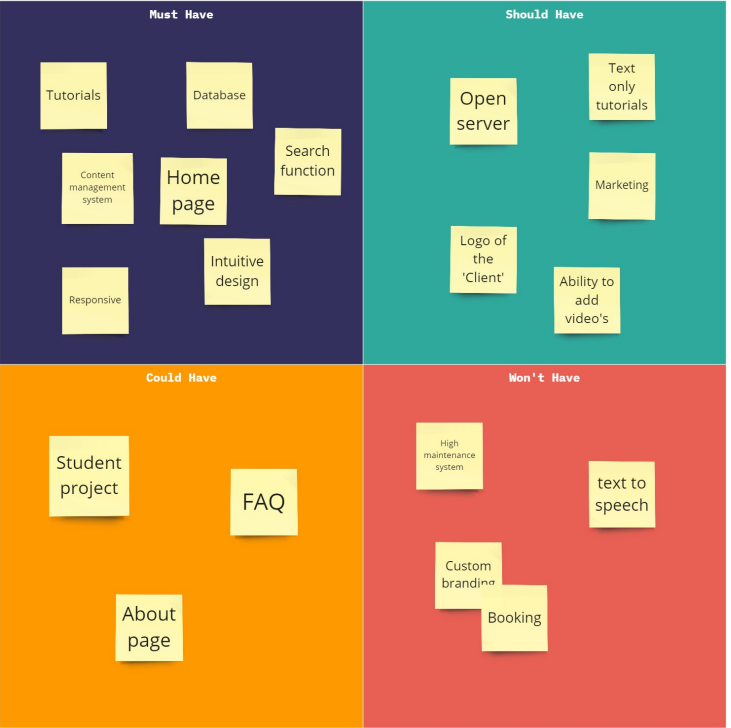 Must Have
Tutorials
Database
Search
function
Content
management
system
Home
page
Intuitive
design
Responsive
Should Have
Text
only
tutorials
Open
server
Marketing
Logo of
the
'Client'
Ability to
add
video's
Could Have
Student
project
FAQ
About
page
Won't Have
High
maintenance
system
text to
speech
Custom
branding
Booking